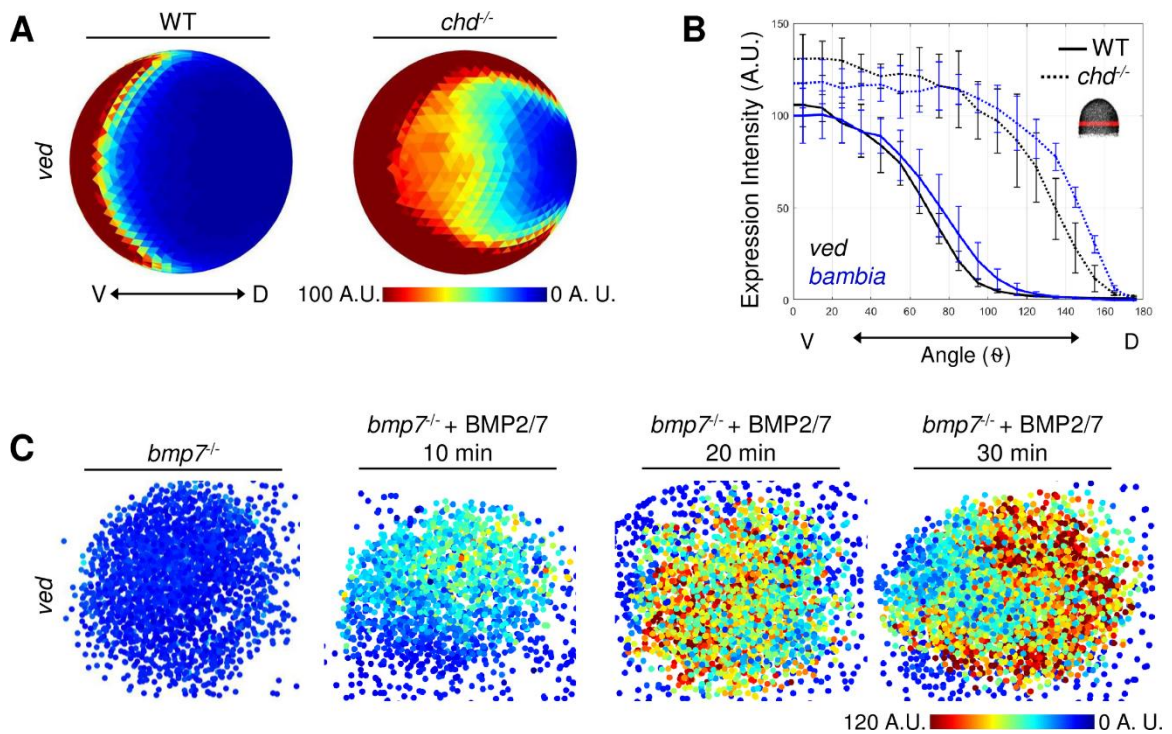 A
WT
chd-/-
ved
V
D
100 A.U.
0 A. U.
B
Expression Intensity (A.U.)
150
100
50
0
WT
chd-/-
ved
bambia
0 20 40 60 80 100 120 140 160 180
V
D
Angle (ϑ)
C
bmp7-/-
bmp7-/- + BMP2/7
10 min
bmp7-/- + BMP2/7
20 min
bmp7-/- + BMP2/7
30 min
ved
120 A.U.
0 A. U.